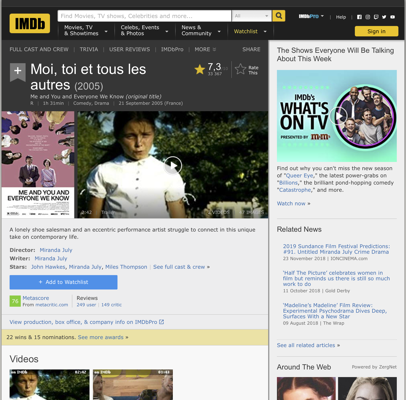 IMDb
Find Movies, TV shows, Celebrities and more...
All
IMDbPro
Help
Movies, TV
& Showtimes
Celebs, Events
& Photos
News &
Community
Watchlist
Sign in
FULL CAST AND CREW | TRIVIA | USER REVIEWS | IMDbPro | MORE
SHARE
Moi, toi et tous les
autres (2005)
Me and You and Everyone We Know (original title)
R | 1h 31min | Comedy, Drama | 21 September 2005 (France)
7,3
Rate
This
ME AND YOU
AND EVERYONE
WE KNOW
A lonely shoe salesman and an eccentric performance artist struggle to connect in this unique
take on contemporary life.
Director: Miranda July
Writer: Miranda July
Stars: John Hawkes, Miranda July, Miles Thompson | See full cast & crew »
+ Add to Watchlist
Metascore
From metacritic.com
Reviews
249 user | 149 critic
View production, box office, & company info on IMDbPro
22 wins & 15 nominations. See more awards »
Videos
The Shows Everyone Will Be Talking
About This Week
IMDb's
WHAT'S
ON TV
PRESENTED BY
Find out why you can't miss the new season
of "Queer Eye," the latest power-grabs on
"Billions," the brilliant pond-hopping comedy
"Catastrophe," and more.
Watch now »
Related News
2019 Sundance Film Festival Predictions:
#91. Untitled Miranda July Crime Drama
23 November 2018 | IONCINEMA.com
'Half The Picture' celebrates women in
film but reminds us there is still so much
work to do
11 October 2018 | Gold Derby
'Madeline's Madeline' Film Review:
Experimental Psychodrama Dives Deep,
Surfaces With a New Star
09 August 2018 | The Wrap
See all related articles »
Around The Web
Powered by ZergNet